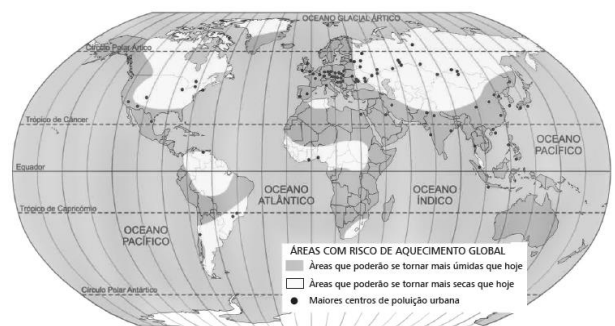 OCEANO GLACIAL ÁRTICO
Círculo Polar Ártico
Trópico de Câncer
OCEANO
PACÍFICO
Equador
OCEANO
ATLÂNTICO
OCEANO
ÍNDICO
Trópico de Capricórnio
OCEANO
PACÍFICO
ÁREAS COM RISCO DE AQUECIMENTO GLOBAL
Áreas que poderão se tornar mais úmidas que hoje
Áreas que poderão se tornar mais secas que hoje
Maiores centros de poluição urbana
Círculo Polar Antártico